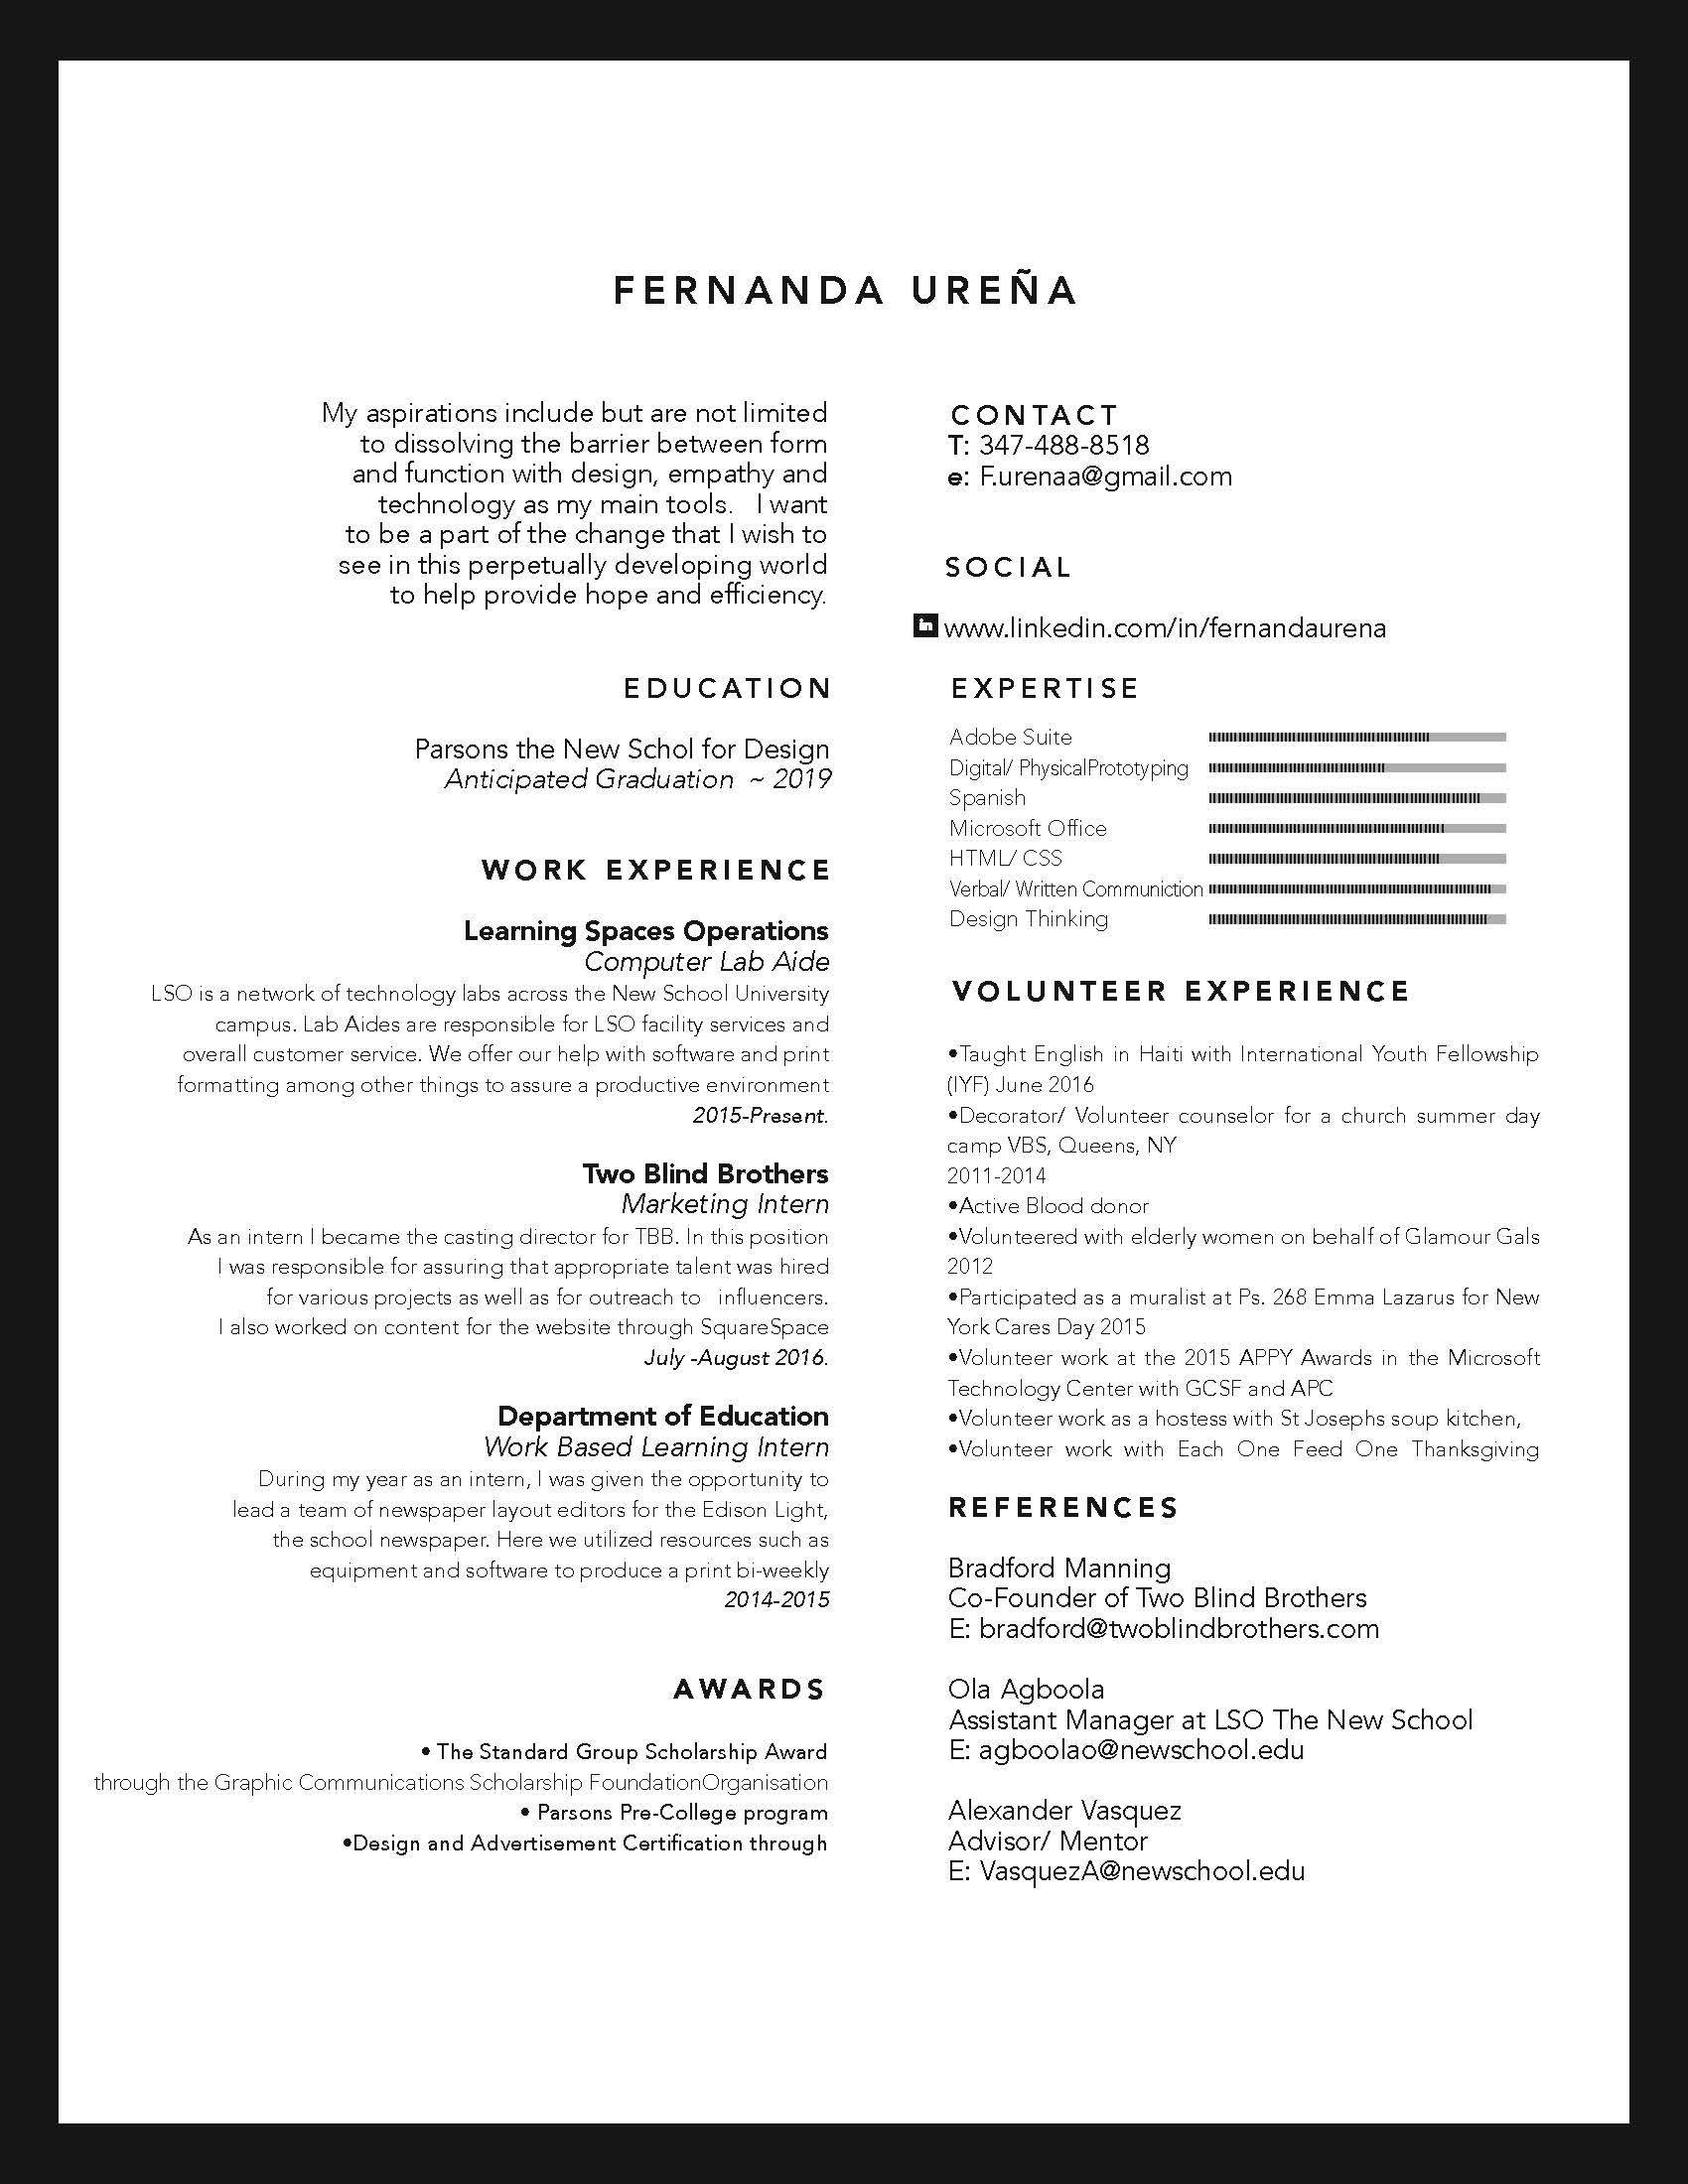 FERNANDA UREÑA
My aspirations include but are not limited
to dissolving the barrier between form
and function with design, empathy and
technology as my main tools.   I want
to be a part of the change that I wish to
see in this perpetually developing world
to help provide hope and efficiency.
EDUCATION
Parsons the New Schol for Design
Anticipated Graduation  ~ 2019
WORK EXPERIENCE
Learning Spaces Operations
Computer Lab Aide
LSO is a network of technology labs across the New School University
campus. Lab Aides are responsible for LSO facility services and
overall customer service. We offer our help with software and print
formatting among other things to assure a productive environment
2015-Present.
Two Blind Brothers
Marketing Intern
As an intern I became the casting director for TBB. In this position
I was responsible for assuring that appropriate talent was hired
for various projects as well as for outreach to   influencers.
I also worked on content for the website through SquareSpace
July -August 2016.
Department of Education
Work Based Learning Intern
During my year as an intern, I was given the opportunity to
lead a team of newspaper layout editors for the Edison Light,
the school newspaper. Here we utilized resources such as
equipment and software to produce a print bi-weekly
2014-2015
AWARDS
• The Standard Group Scholarship Award
through the Graphic Communications Scholarship FoundationOrganisation
• Parsons Pre-College program
•Design and Advertisement Certification through
CONTACT
T: 347-488-8518
e: F.urenaa@gmail.com
SOCIAL
in www.linkedin.com/in/fernandaurena
EXPERTISE
Adobe Suite
Digital/ PhysicalPrototyping
Spanish
Microsoft Office
HTML/ CSS
Verbal/ Written Communiction
Design Thinking
VOLUNTEER EXPERIENCE
•Taught English in Haiti with International Youth Fellowship
(IYF) June 2016
•Decorator/ Volunteer counselor for a church summer day
camp VBS, Queens, NY
2011-2014
•Active Blood donor
•Volunteered with elderly women on behalf of Glamour Gals
2012
•Participated as a muralist at Ps. 268 Emma Lazarus for New
York Cares Day 2015
•Volunteer work at the 2015 APPY Awards in the Microsoft
Technology Center with GCSF and APC
•Volunteer work as a hostess with St Josephs soup kitchen,
•Volunteer work with Each One Feed One Thanksgiving
REFERENCES
Bradford Manning
Co-Founder of Two Blind Brothers
E: bradford@twoblindbrothers.com
Ola Agboola
Assistant Manager at LSO The New School
E: agboolao@newschool.edu
Alexander Vasquez
Advisor/ Mentor
E: VasquezA@newschool.edu